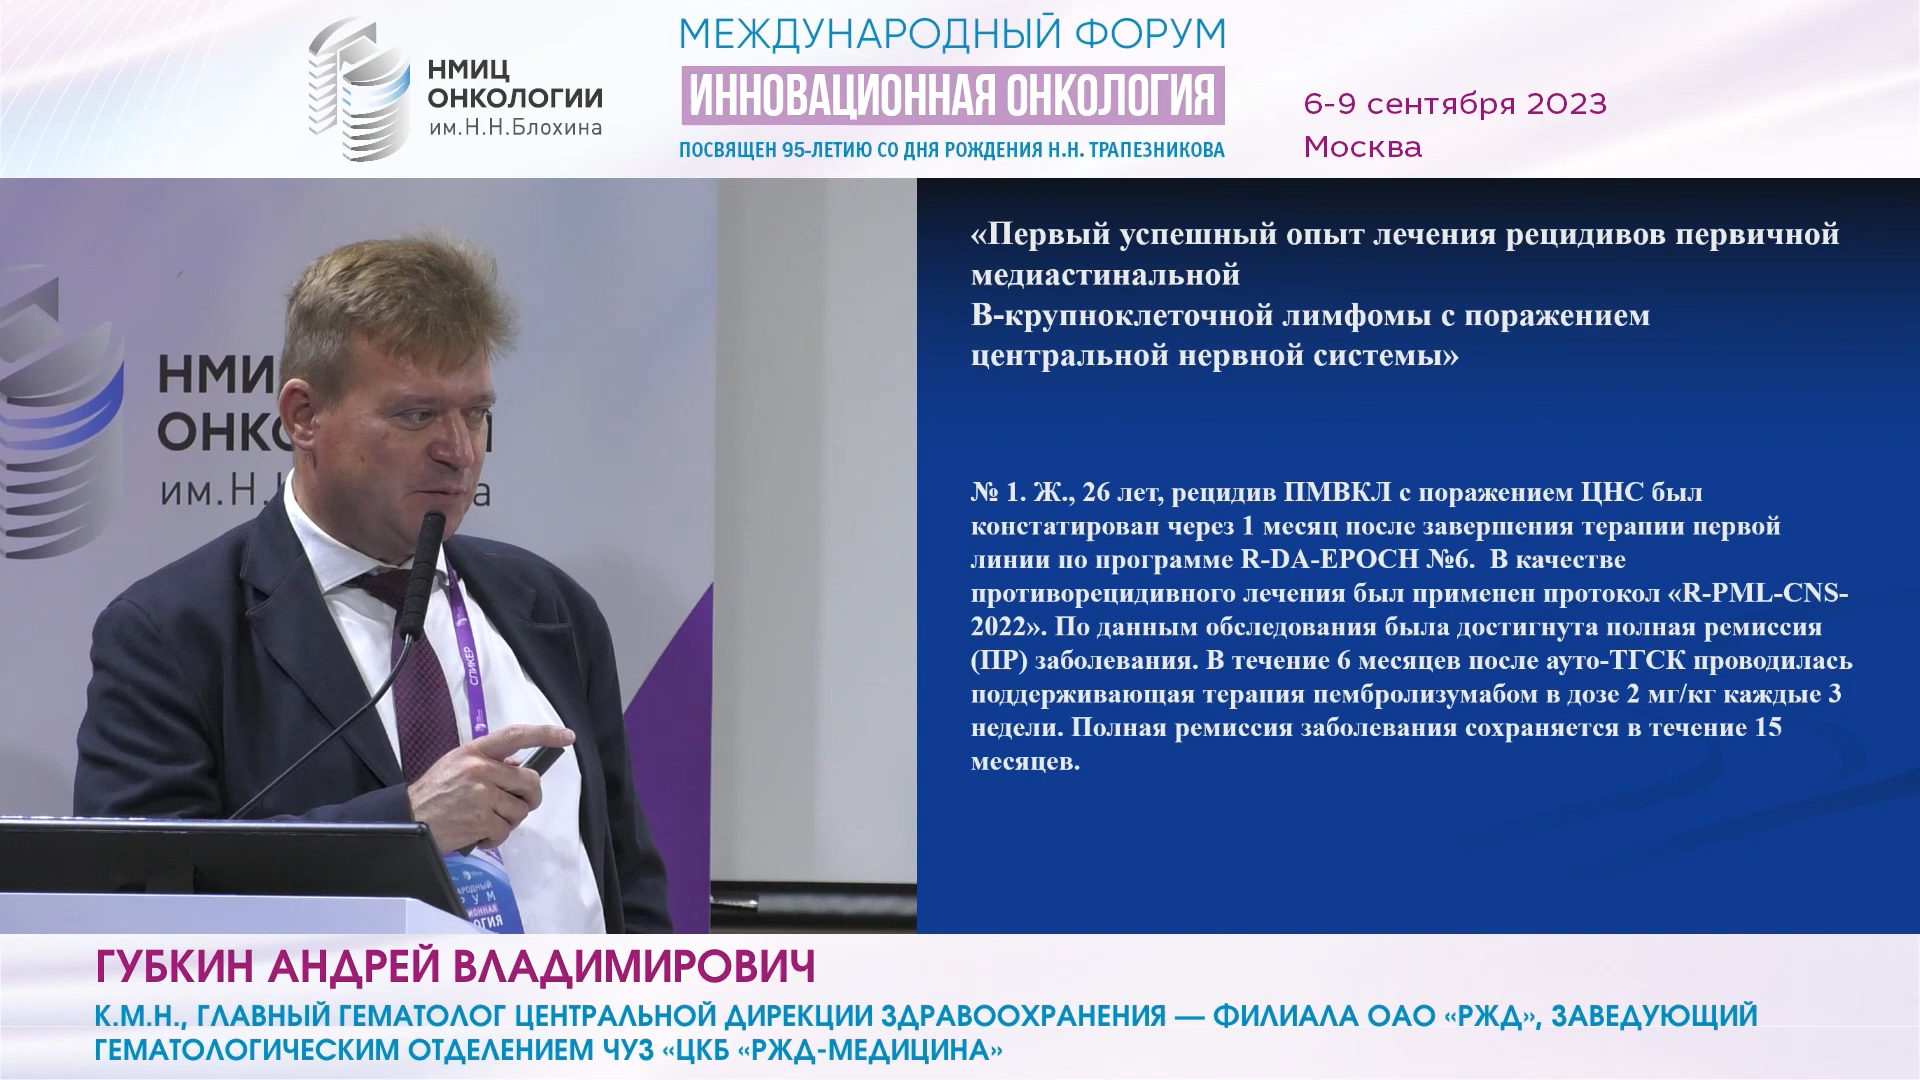 НМИЦ
ОНКОЛОГИИ
им.Н.Н.Блохина
МЕЖДУНАРОДНЫЙ ФОРУМ
ИННОВАЦИОННАЯ ОНКОЛОГИЯ
ПОСВЯЩЕН 95-ЛЕТИЮ СО ДНЯ РОЖДЕНИЯ Н.Н. ТРАПЕЗНИКОВА
6-9 сентября 2023
Москва
НМИ
ОНКО
им.Н.
а
СПИКЕР
«Первый успешный опыт лечения рецидивов первичной
медиастинальной
В-крупноклеточной лимфомы с поражением
центральной нервной системы»
№ 1. Ж., 26 лет, рецидив ПМВКЛ с поражением ЦНС был
констатирован через 1 месяц после завершения терапии первой
линии по программе R-DA-EPOCH №6. В качестве
противорецидивного лечения был применен протокол «R-PML-CNS-
2022». По данным обследования была достигнута полная ремиссия
(ПР) заболевания. В течение 6 месяцев после ауто-ТГСК проводилась
поддерживающая терапия пембролизумабом в дозе 2 мг/кг каждые 3
недели. Полная ремиссия заболевания сохраняется в течение 15
месяцев.
ГУБКИН АНДРЕЙ ВЛАДИМИРОВИЧ
К.М.Н., ГЛАВНЫЙ ГЕМАТОЛОГ ЦЕНТРАЛЬНОЙ ДИРЕКЦИИ ЗДРАВООХРАНЕНИЯ — ФИЛИАЛА ОАО «РЖД», ЗАВЕДУЮЩИЙ
ГЕМАТОЛОГИЧЕСКИМ ОТДЕЛЕНИЕМ ЧУЗ «ЦКБ «РЖД-МЕДИЦИНА»